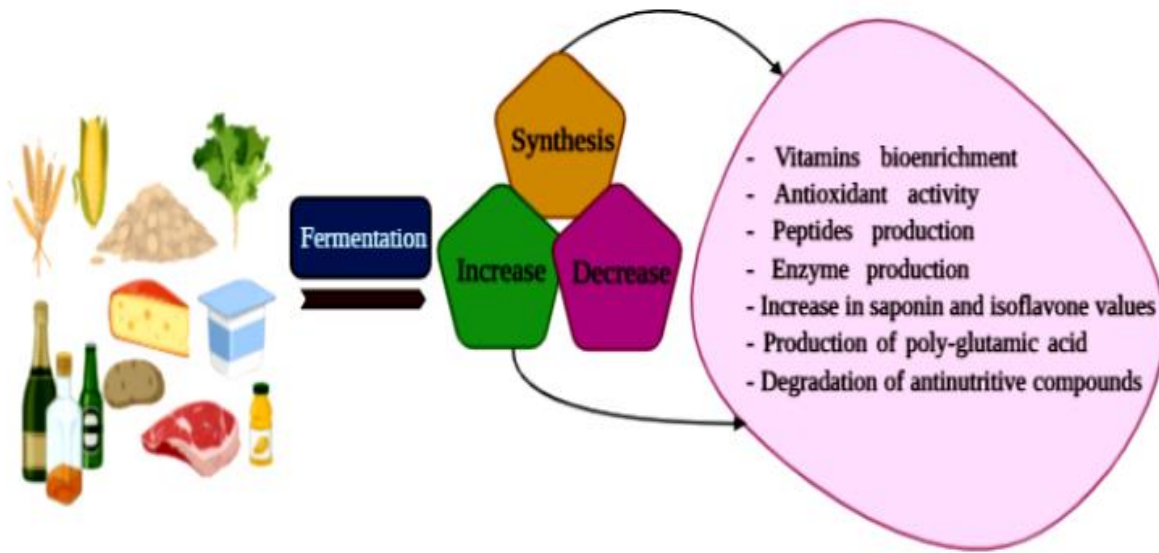 Fermentation
Synthesis
Increase
Decrease
- Vitamins bioenrichment
- Antioxidant activity
- Peptides production
- Enzyme production
- Increase in saponin and isoflavone values
- Production of poly-glutamic acid
- Degradation of antinutritive compounds